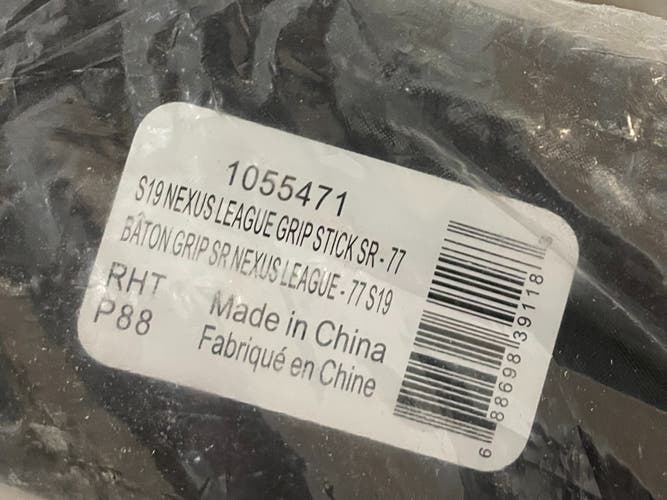 1055471
S19 NEXUS LEAGUE GRIP STICK SR - 77
BÂTON GRIP SR NEXUS LEAGUE - 77 S19
RHT
P88
Made in China
Fabriqué en Chine
6 88698 39118